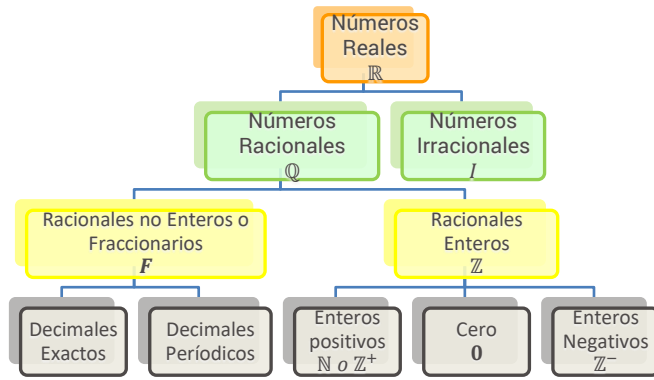 Números
Reales
ℝ
Números
Racionales
ℚ
Números
Irracionales
I
Racionales no Enteros o
Fraccionarios
F
Racionales
Enteros
ℤ
Decimales
Exactos
Decimales
Periódicos
Enteros
positivos
ℕ o ℤ⁺
Cero
0
Enteros
Negativos
ℤ⁻